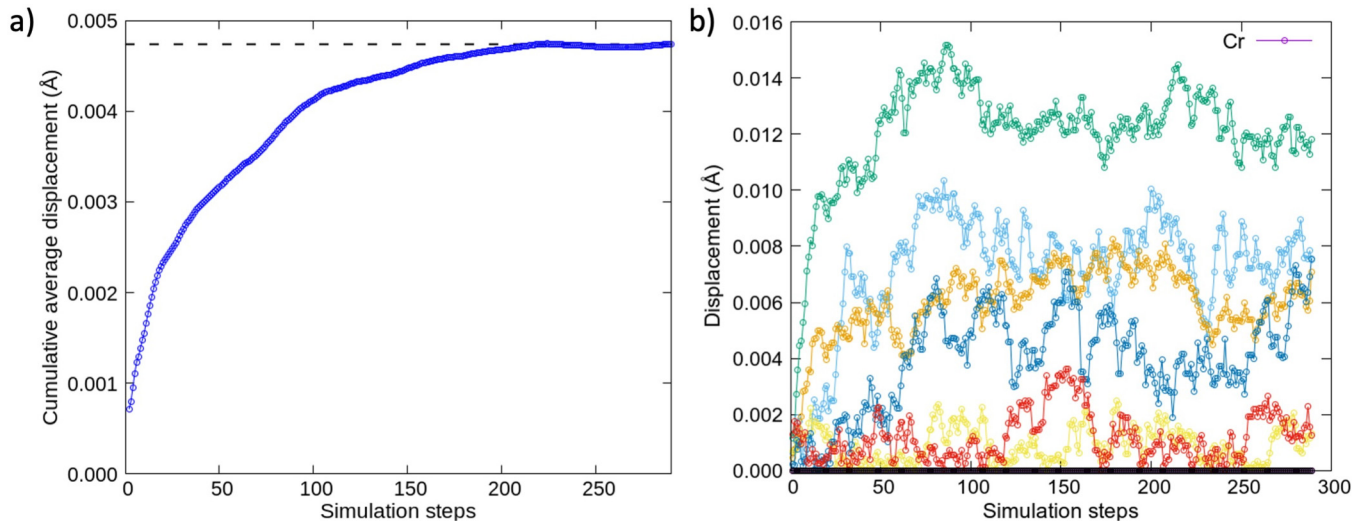 a)
0.005
0.004
0.003
0.002
0.001
0.000
Cumulative average displacement (Å)
0 50 100 150 200 250
Simulation steps
b)
0.016
0.014
0.012
0.010
0.008
0.006
0.004
0.002
0.000
Displacement (Å)
Cr
0 50 100 150 200 250 300
Simulation steps